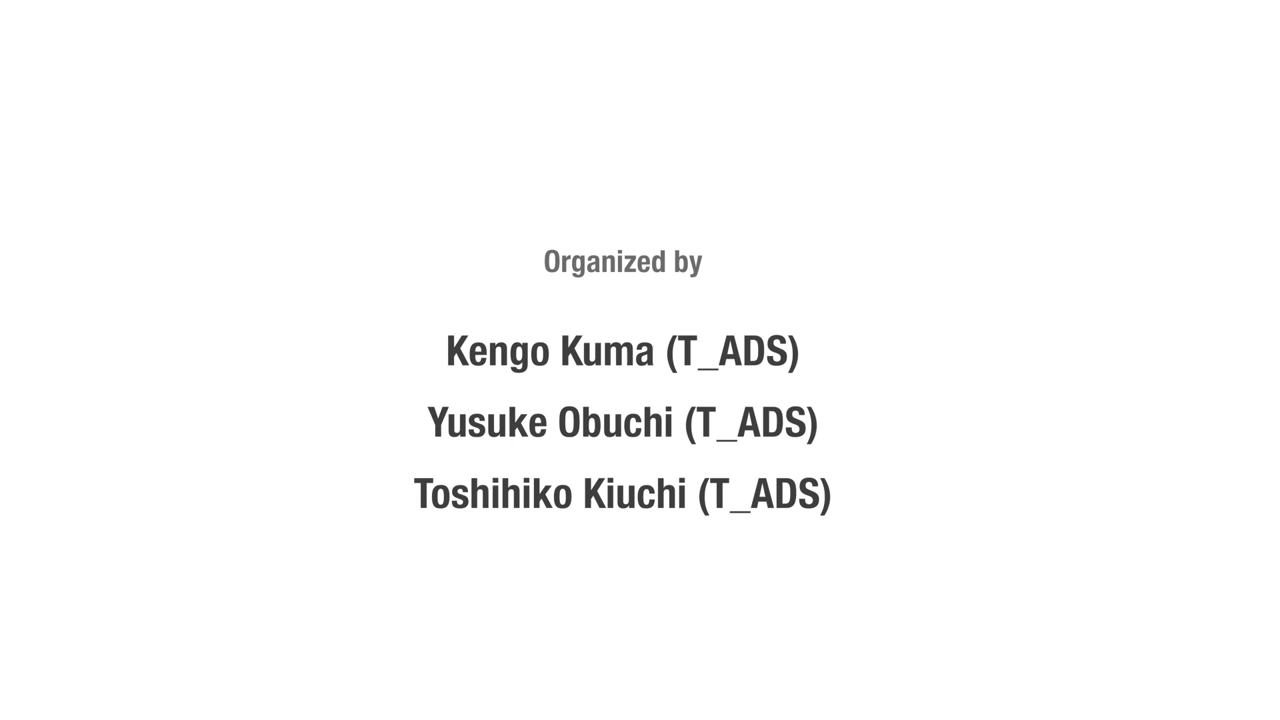 Organized by
Kengo Kuma (T_ADS)
Yusuke Obuchi (T_ADS)
Toshihiko Kiuchi (T_ADS)